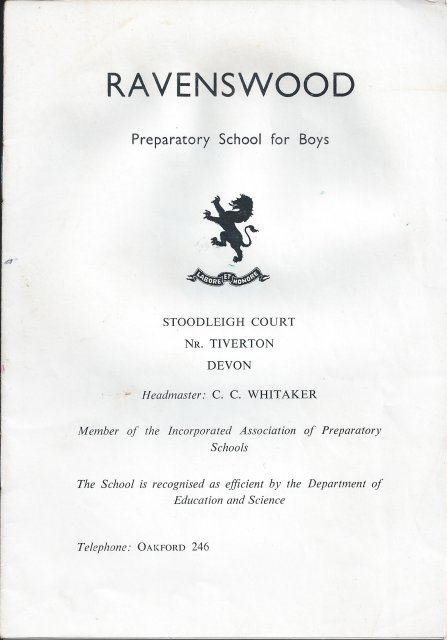 RAVENSWOOD
Preparatory School for Boys
LABORE ET HONORE
STOODLEIGH COURT
NR. TIVERTON
DEVON
Headmaster: C. C. WHITAKER
Member of the Incorporated Association of Preparatory
Schools
The School is recognised as efficient by the Department of
Education and Science
Telephone: OAKFORD 246